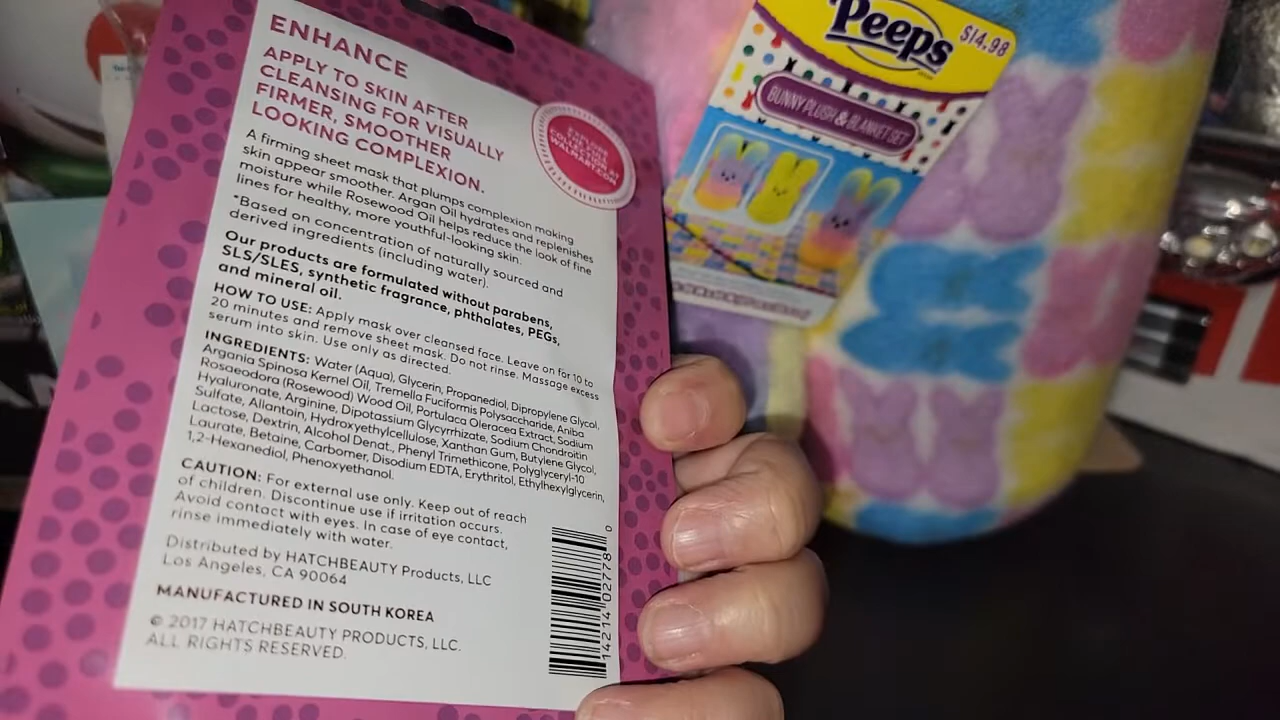 ENHANCE
APPLY TO SKIN AFTER
CLEANSING FOR VISUALLY
FIRMER, SMOOTHER
LOOKING COMPLEXION.
A firming sheet mask that plumps complexion making
skin appear smoother. Argan Oil hydrates and replenishes
moisture while Rosewood Oil helps reduce the look of fine
lines for healthy, more youthful-looking skin.
*Based on concentration of naturally sourced and
derived ingredients (including water).
Our products are formulated without parabens,
SLS/SLES, synthetic fragrance, phthalates, PEGs,
and mineral oil.
HOW TO USE: Apply mask over cleansed face. Leave on for 10 to
20 minutes and remove sheet mask. Do not rinse. Massage excess
serum into skin. Use only as directed.
INGREDIENTS: Water (Aqua), Glycerin, Propanediol, Dipropylene Glycol,
Argania Spinosa Kernel Oil, Tremella Fuciformis Polysaccharide, Aniba
Rosaeodora (Rosewood) Wood Oil, Portulaca Oleracea Extract, Sodium
Hyaluronate, Arginine, Dipotassium Glycyrrhizate, Sodium Chondroitin
Sulfate, Allantoin, Hydroxyethylcellulose, Xanthan Gum, Butylene Glycol,
Lactose, Dextrin, Alcohol Denat., Phenyl Trimethicone, Polyglyceryl-10
Laurate, Betaine, Carbomer, Disodium EDTA, Erythritol, Ethylhexylglycerin,
1,2-Hexanediol, Phenoxyethanol.
CAUTION: For external use only. Keep out of reach
of children. Discontinue use if irritation occurs.
Avoid contact with eyes. In case of eye contact,
rinse immediately with water.
Distributed by HATCHBEAUTY Products, LLC
Los Angeles, CA 90064
MANUFACTURED IN SOUTH KOREA
© 2017 HATCHBEAUTY PRODUCTS, LLC.
ALL RIGHTS RESERVED.
14214 02778 0
EXPLORE
THE FULL
COLLECTION AT
WALMART.COM
Peeps
$14.98
BUNNY PLUSH & BLANKET SET